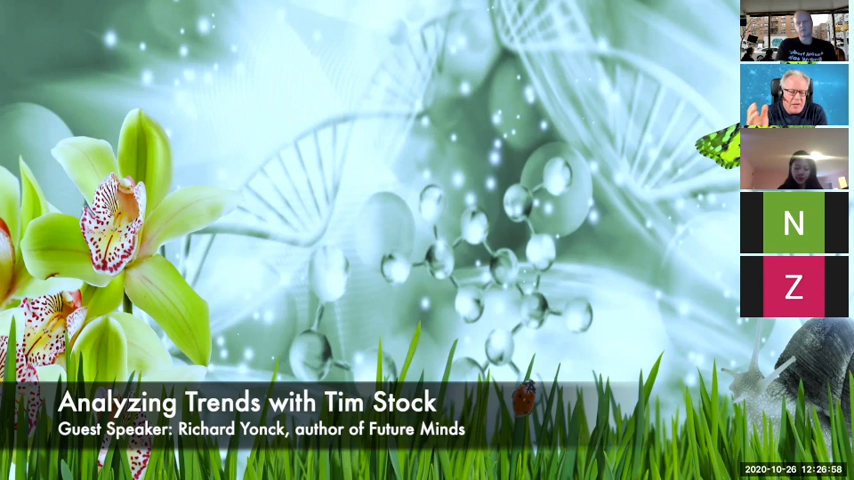 Analyzing Trends with Tim Stock
Guest Speaker: Richard Yonck, author of Future Minds
N
Z
2020-10-26 12:26:58